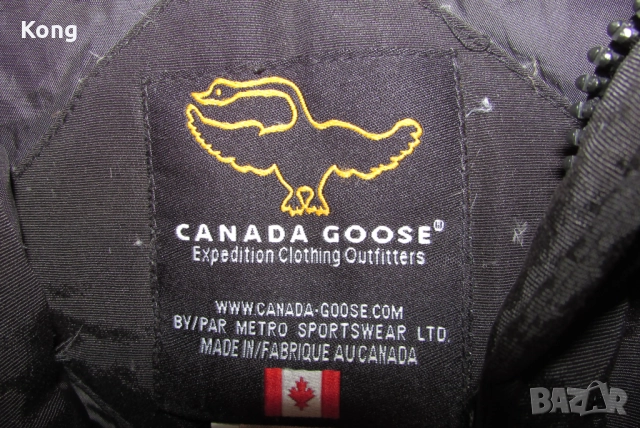 Kong
CANADA GOOSE®
Expedition Clothing Outfitters
WWW.CANADA-GOOSE.COM
BY/PAR METRO SPORTSWEAR LTD.
MADE IN/FABRIQUE AU CANADA
BAZAR